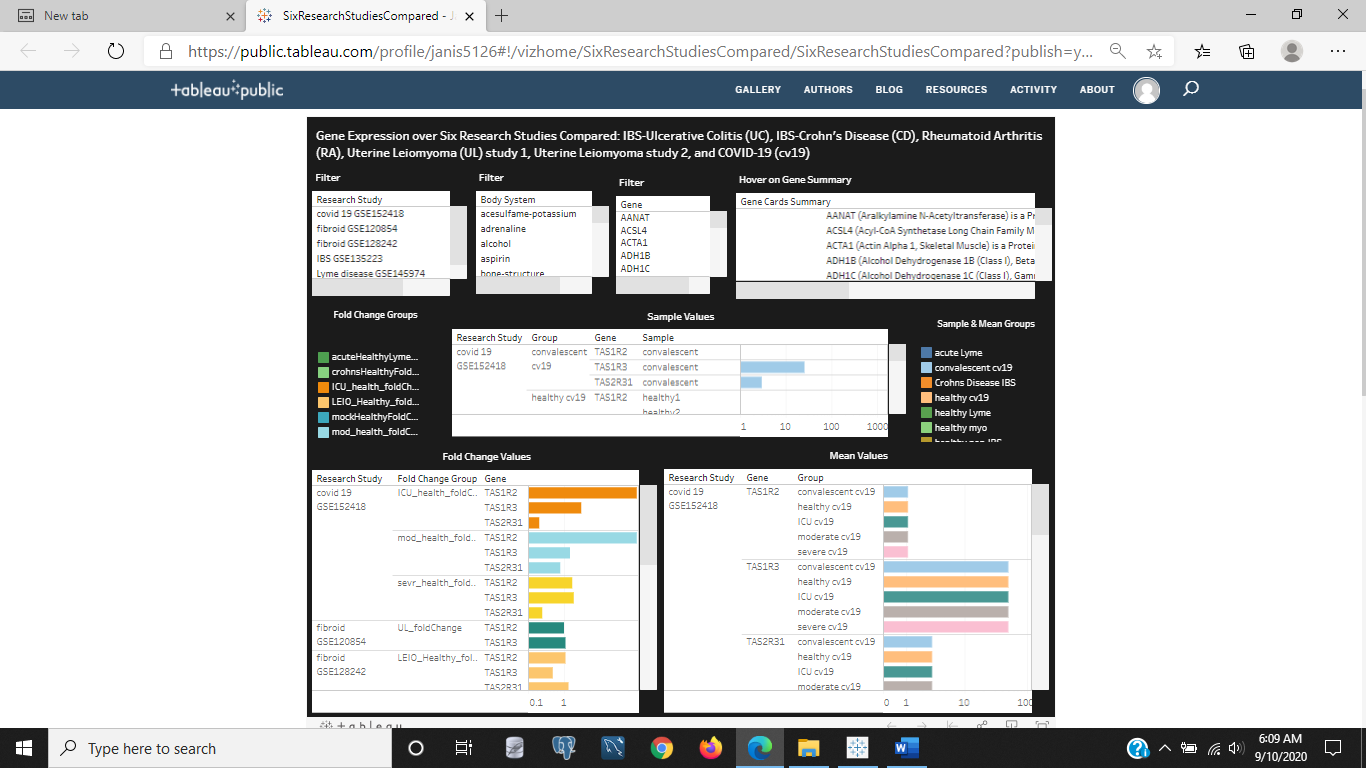 New tab
SixResearchStudiesCompared - J
https://public.tableau.com/profile/janis5126#!/vizhome/SixResearchStudiesCompared/SixResearchStudiesCompared?publish=y...
+ableau public
GALLERY AUTHORS BLOG RESOURCES ACTIVITY ABOUT
Gene Expression over Six Research Studies Compared: IBS-Ulcerative Colitis (UC), IBS-Crohn's Disease (CD), Rheumatoid Arthritis
(RA), Uterine Leiomyoma (UL) study 1, Uterine Leiomyoma study 2, and COVID-19 (cv19)
Filter
Research Study
covid 19 GSE152418
fibroid GSE120854
fibroid GSE128242
IBS GSE135223
Lyme disease GSE145974
Filter
Body System
acesulfame-potassium
adrenaline
alcohol
aspirin
bone-structure
Filter
Gene
AANAT
ACSL4
ACTA1
ADH1B
ADH1C
Hover on Gene Summary
Gene Cards Summary
AANAT (Aralkylamine N-Acetyltransferase) is a Pr
ACSL4 (Acyl-CoA Synthetase Long Chain Family M
ACTA1 (Actin Alpha 1, Skeletal Muscle) is a Protei
ADH1B (Alcohol Dehydrogenase 1B (Class I), Beta
ADH1C (Alcohol Dehydrogenase 1C (Class I), Gam
Fold Change Groups
acuteHealthyLyme...
crohnsHealthyFold...
ICU_health_foldCh...
LEIO_Healthy_fold...
mockHealthyFoldC...
mod_health_foldC...
Sample Values
Research Study Group Gene Sample
covid 19 convalescent TAS1R2 convalescent
GSE152418 cv19 TAS1R3 convalescent
TAS2R31 convalescent
healthy cv19 TAS1R2 healthy1
healthy2
1 10 100 1000
Sample & Mean Groups
acute Lyme
convalescent cv19
Crohns Disease IBS
healthy cv19
healthy Lyme
healthy myo
healthy non IBS
Fold Change Values
Research Study Fold Change Group Gene
covid 19 ICU_health_foldC.. TAS1R2
GSE152418 TAS1R3
TAS2R31
mod_health_fold.. TAS1R2
TAS1R3
TAS2R31
sevr_health_fold.. TAS1R2
TAS1R3
TAS2R31
fibroid UL_foldChange TAS1R2
GSE120854 TAS1R3
fibroid LEIO_Healthy_fol.. TAS1R2
GSE128242 TAS1R3
TAS2R31
0.1 1
Mean Values
Research Study Gene Group
covid 19 TAS1R2 convalescent cv19
GSE152418 healthy cv19
ICU cv19
moderate cv19
severe cv19
TAS1R3 convalescent cv19
healthy cv19
ICU cv19
moderate cv19
severe cv19
TAS2R31 convalescent cv19
healthy cv19
ICU cv19
moderate cv19
0 1 10 100
+ableau
Type here to search
6:09 AM
9/10/2020